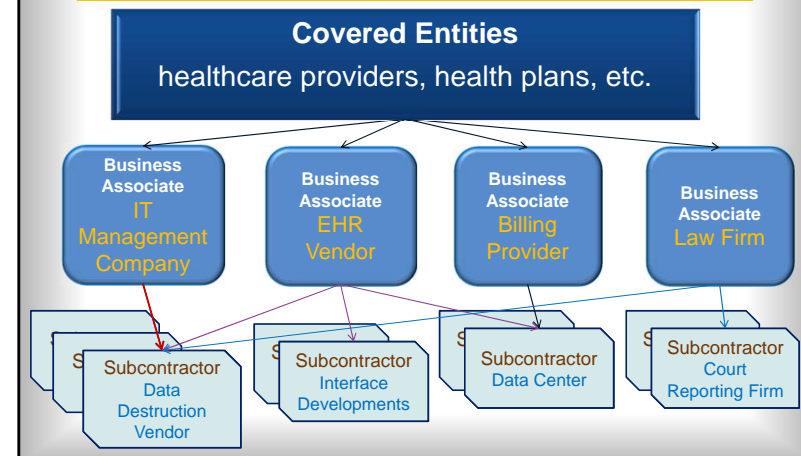 Covered Entities
healthcare providers, health plans, etc.
Business
Associate
IT
Management
Company
Business
Associate
EHR
Vendor
Business
Associate
Billing
Provider
Business
Associate
Law Firm
Subcontractor
Data
Destruction
Vendor
Subcontractor
Interface
Developments
Subcontractor
Data Center
Subcontractor
Court
Reporting Firm